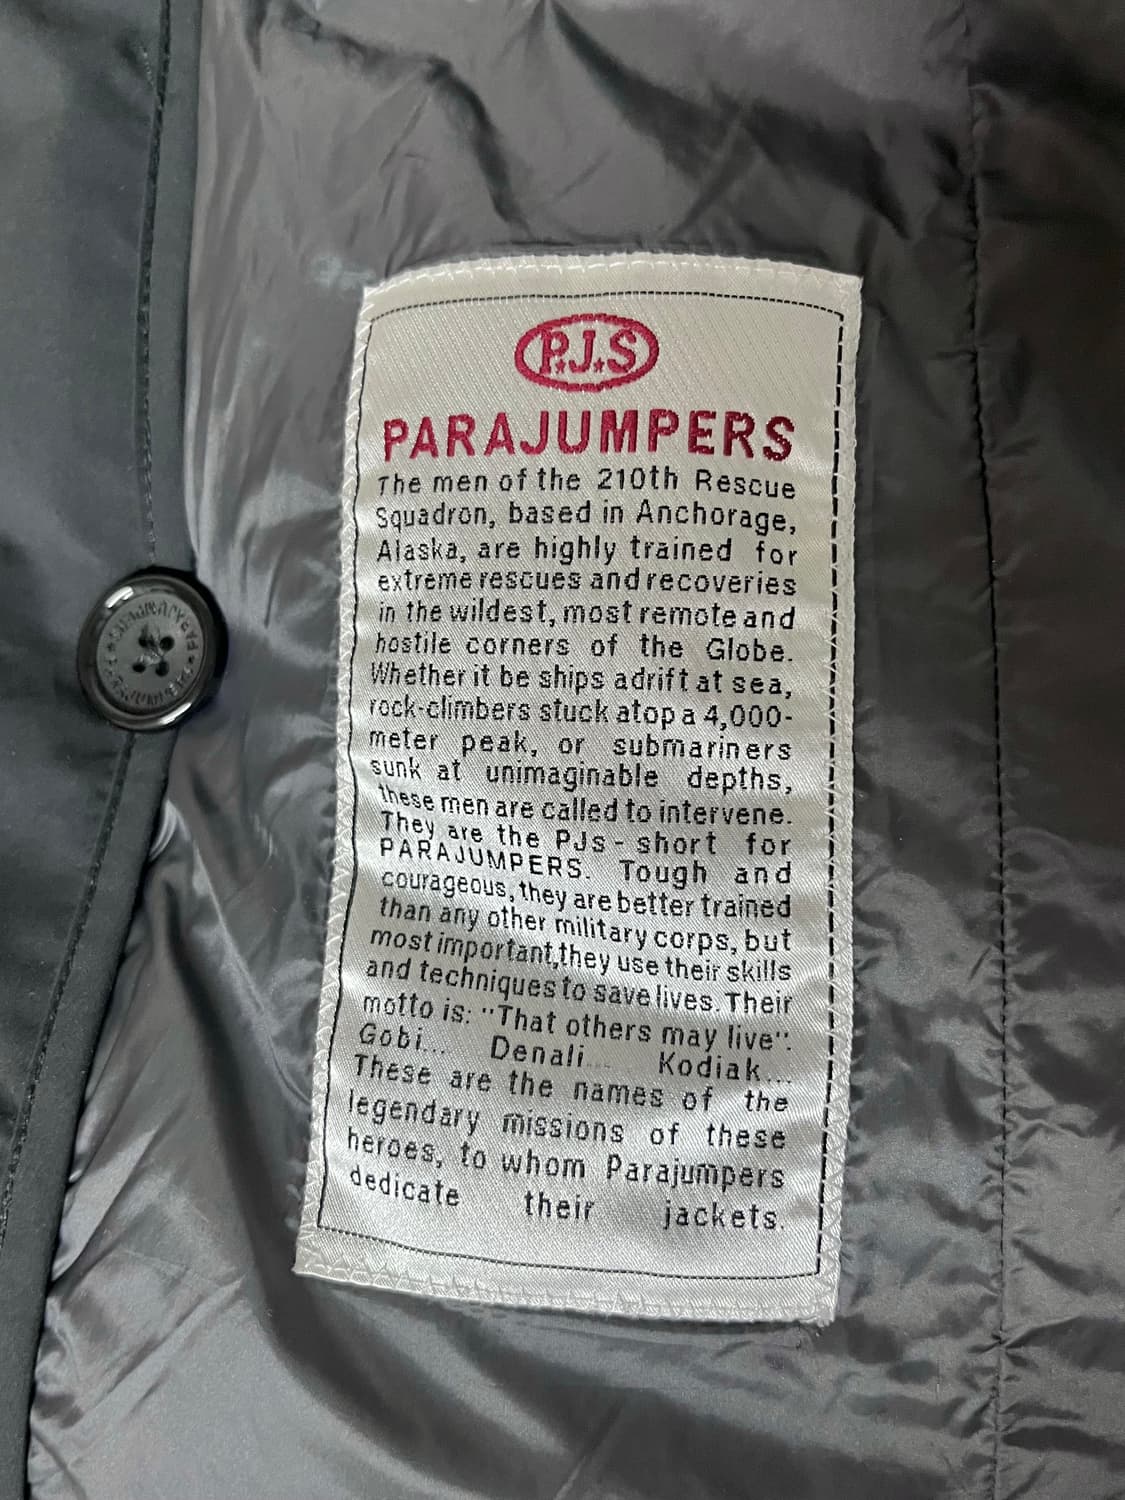 P.J.S
PARAJUMPERS
The men of the 210th Rescue
Squadron, based in Anchorage,
Alaska, are highly trained for
extreme rescues and recoveries
in the wildest, most remote and
hostile corners of the Globe.
Whether it be ships adrift at sea,
rock-climbers stuck atop a 4,000-
meter peak, or submariners
sunk at unimaginable depths,
these men are called to intervene.
They are the PJs - short for
PARAJUMPERS. Tough and
courageous, they are better trained
than any other military corps, but
most important,they use their skills
and techniques to save lives. Their
motto is: "That others may live".
Gobi... Denali... Kodiak...
These are the names of the
legendary missions of these
heroes, to whom Parajumpers
dedicate their jackets.